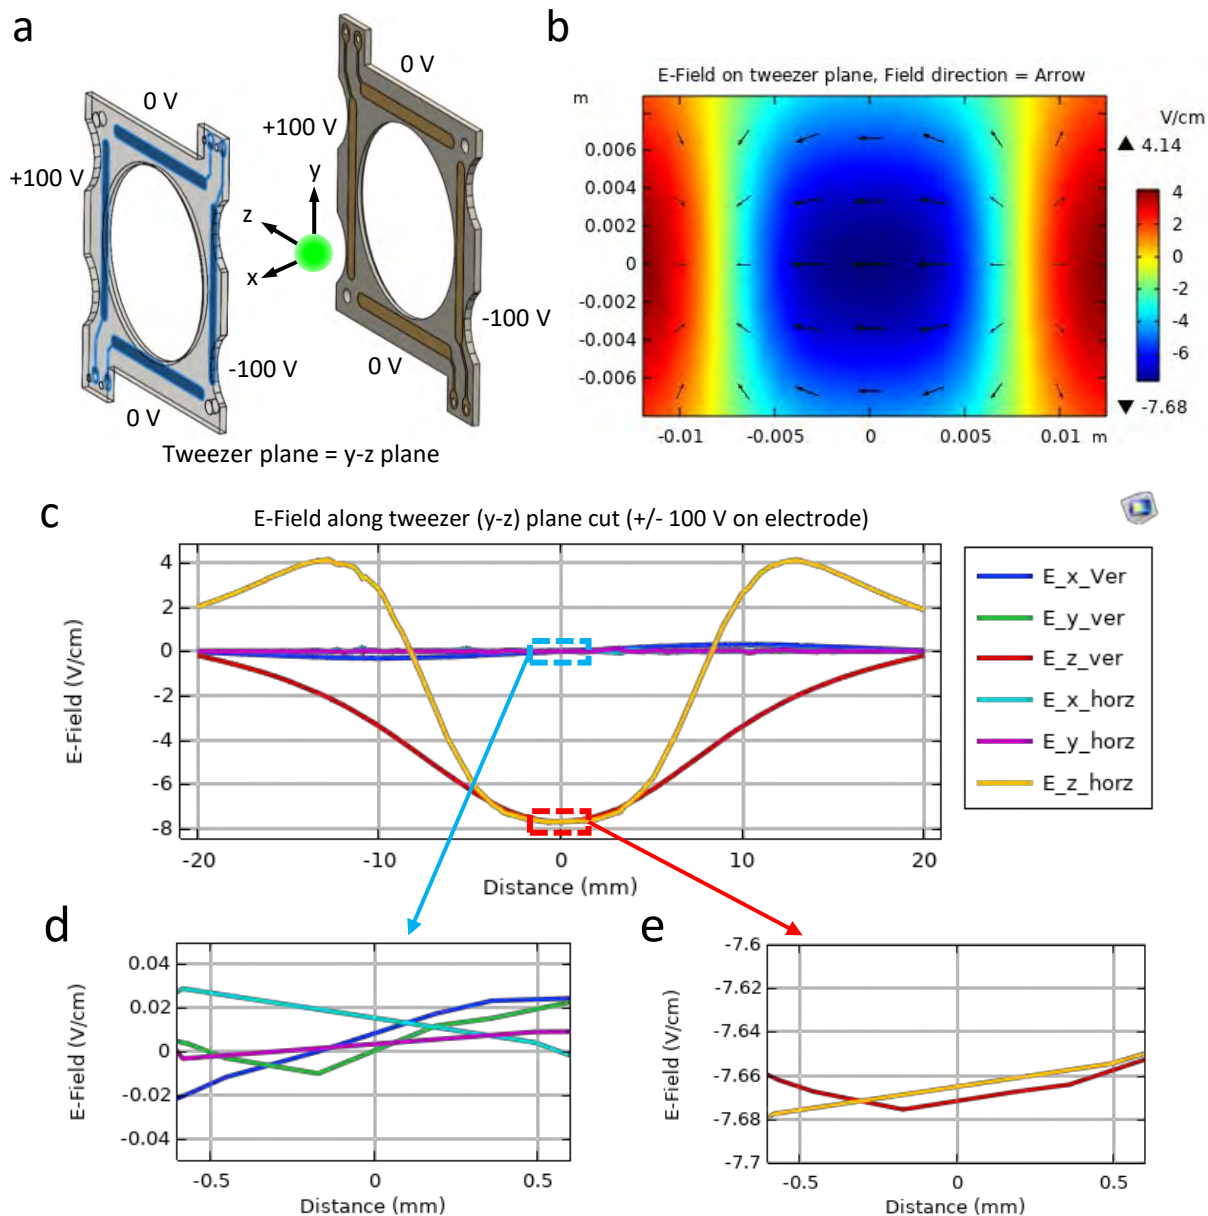 a
0 V
+100 V
-100 V
0 V
0 V
+100 V
y
z
x
-100 V
0 V
Tweezer plane = y-z plane
b
E-Field on tweezer plane, Field direction = Arrow
m
V/cm
▲ 4.14
0.006
0.004
0.002
0
-0.002
-0.004
-0.006
4
2
0
-2
-4
-6
▼ -7.68
-0.01 -0.005 0 0.005 0.01 m
c
E-Field along tweezer (y-z) plane cut (+/- 100 V on electrode)
E-Field (V/cm)
4
2
0
-2
-4
-6
-8
-20 -10 0 10 20
Distance (mm)
E_x_Ver
E_y_ver
E_z_ver
E_x_horz
E_y_horz
E_z_horz
d
E-Field (V/cm)
0.04
0.02
0
-0.02
-0.04
-0.5 0 0.5
Distance (mm)
e
E-Field (V/cm)
-7.6
-7.62
-7.64
-7.66
-7.68
-7.7
-0.5 0 0.5
Distance (mm)